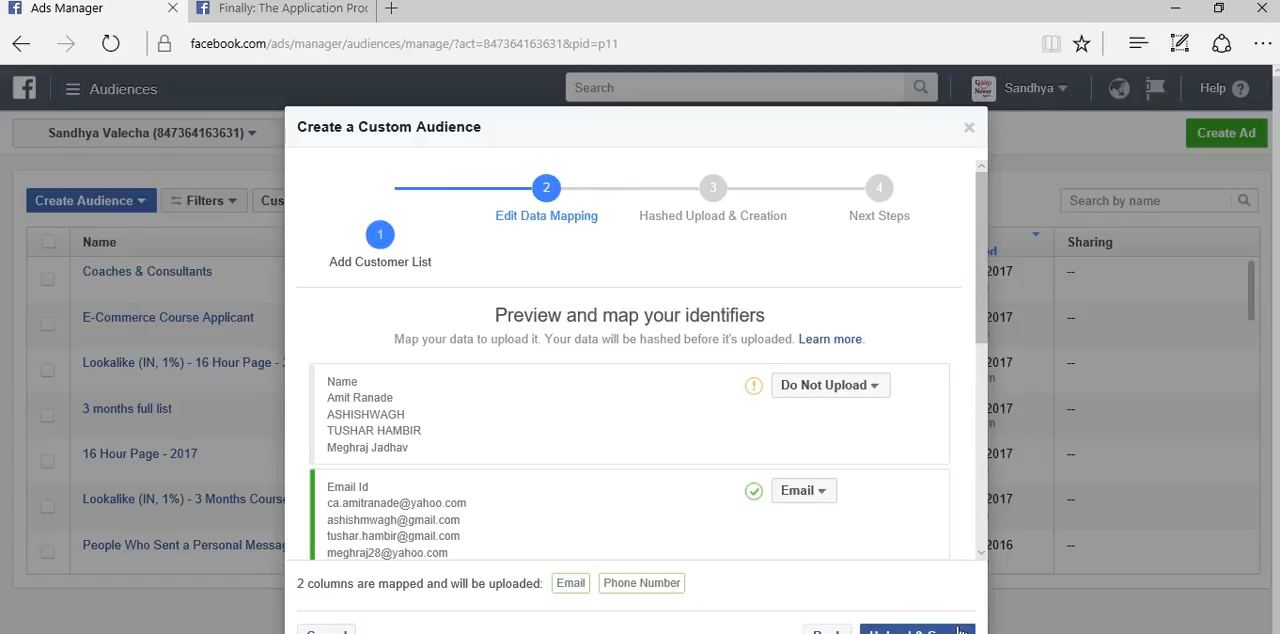 Ads Manager
Finally: The Application Proc
facebook.com/ads/manager/audiences/manage/?act=847364163631&pid=p11
Audiences
Search
Sandhya
Help
Sandhya Valecha (847364163631)
Create a Custom Audience
Create Ad
2
3
4
Edit Data Mapping
Hashed Upload & Creation
Next Steps
1
Add Customer List
Create Audience
Filters
Search by name
Name
Sharing
Coaches & Consultants
2017
--
E-Commerce Course Applicant
2017
--
Lookalike (IN, 1%) - 16 Hour Page -
2017
--
3 months full list
2017
--
16 Hour Page - 2017
2017
--
Lookalike (IN, 1%) - 3 Months Course
2017
--
People Who Sent a Personal
2016
--
Preview and map your identifiers
Map your data to upload it. Your data will be hashed before it's uploaded. Learn more.
Name
Do Not Upload
Amit Ranade
ASHISHWAGH
TUSHAR HAMBIR
Meghraj Jadhav
Email Id
Email
ca.amitranade@yahoo.com
ashishmwagh@gmail.com
tushar.hambir@gmail.com
meghraj28@yahoo.com
2 columns are mapped and will be uploaded: Email Phone Number